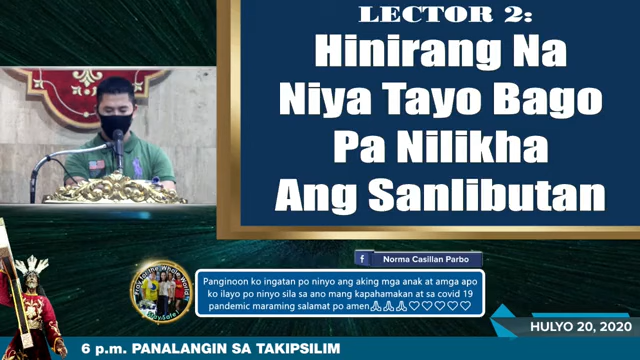 LECTOR 2:
Hinirang Na
Niya Tayo Bago
Pa Nilikha
Ang Sanlibutan
Norma Casillan Parbo
Panginoon ko ingatan po ninyo ang aking mga anak at amga apo
ko ilayo po ninyo sila sa ano mang kapahamakan at sa covid 19
pandemic maraming salamat po amen🙏🙏🙏♡♡♡♡♡
HULYO 20, 2020
6 p.m. PANALANGIN SA TAKIPSILIM